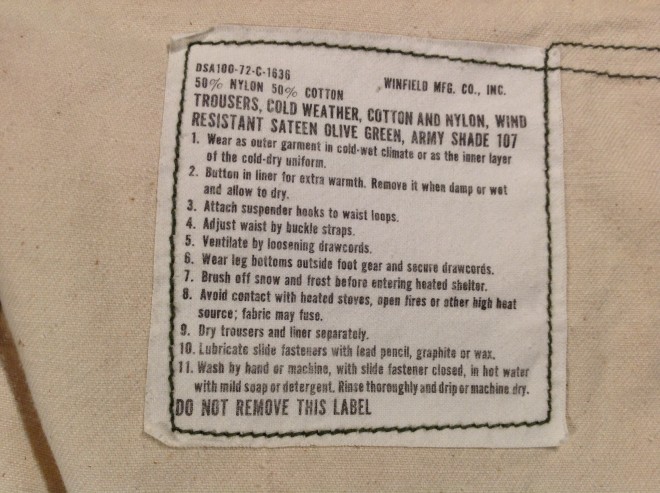 DSA100-72-C-1636
50% NYLON 50% COTTON WINFIELD MFG. CO., INC.
TROUSERS, COLD WEATHER, COTTON AND NYLON, WIND
RESISTANT SATEEN OLIVE GREEN, ARMY SHADE 107
1. Wear as outer garment in cold-wet climate or as the inner layer
of the cold-dry uniform.
2. Button in liner for extra warmth. Remove it when damp or wet
and allow to dry.
3. Attach suspender hooks to waist loops.
4. Adjust waist by buckle straps.
5. Ventilate by loosening drawcords.
6. Wear leg bottoms outside foot gear and secure drawcords.
7. Brush off snow and frost before entering heated shelter.
8. Avoid contact with heated stoves, open fires or other high heat
source; fabric may fuse.
9. Dry trousers and liner separately.
10. Lubricate slide fasteners with lead pencil, graphite or wax.
11. Wash by hand or machine, with slide fastener closed, in hot water
with mild soap or detergent. Rinse thoroughly and drip or machine dry.
DO NOT REMOVE THIS LABEL